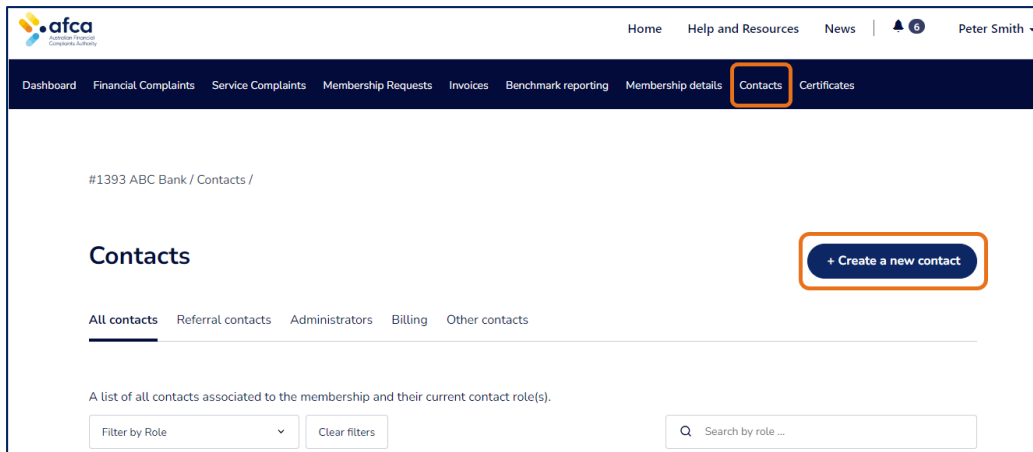 afca
Australian Financial
Complaints Authority
Home Help and Resources News 6 Peter Smith
Dashboard Financial Complaints Service Complaints Membership Requests Invoices Benchmark reporting Membership details Contacts Certificates
#1393 ABC Bank / Contacts /
Contacts
+ Create a new contact
All contacts Referral contacts Administrators Billing Other contacts
A list of all contacts associated to the membership and their current contact role(s).
Filter by Role Clear filters Search by role ...